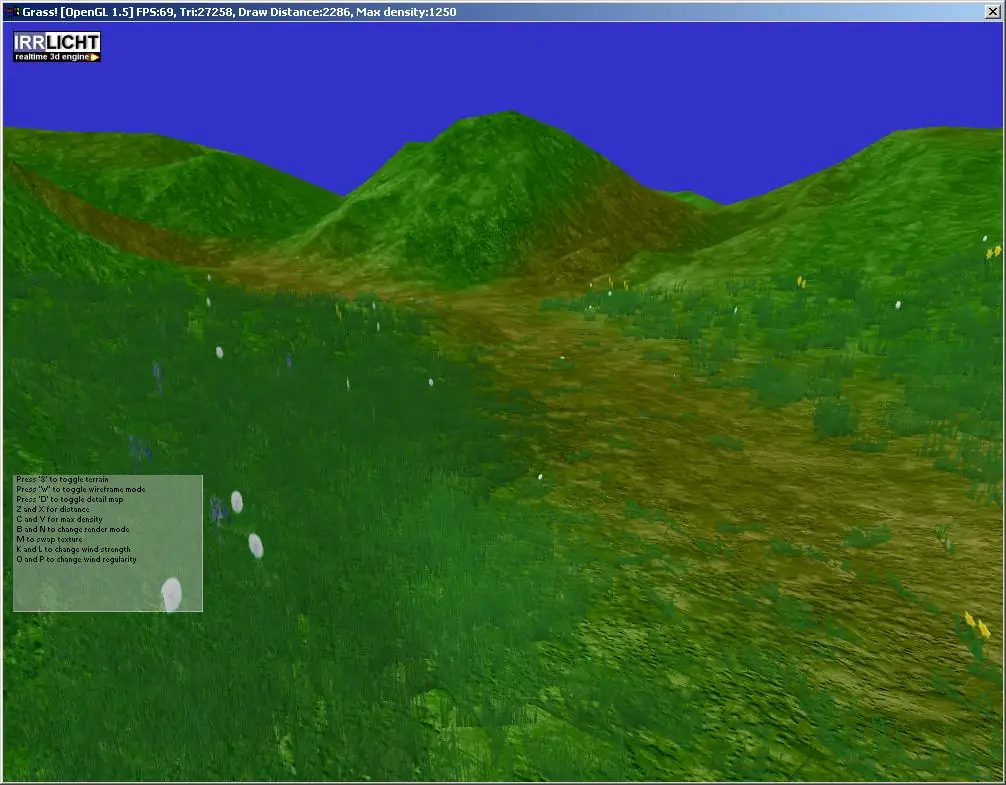 Grass! [OpenGL 1.5] FPS:69, Tri:27258, Draw Distance:2286, Max density:1250
IRRLICHT
realtime 3d engine
Press 'S' to toggle terrain
Press 'W' to toggle wireframe mode
Press 'D' to toggle detail map
Z and X for distance
C and V for max density
B and N to change render mode
M to swap texture
K and L to change wind strength
O and P to change wind regularity